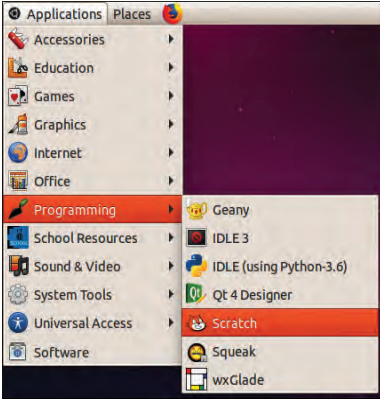 Applications Places
Accessories
Education
Games
Graphics
Internet
Office
Programming
School Resources
Sound & Video
System Tools
Universal Access
Software
Geany
IDLE 3
IDLE (using Python-3.6)
Qt 4 Designer
Scratch
Squeak
wxGlade